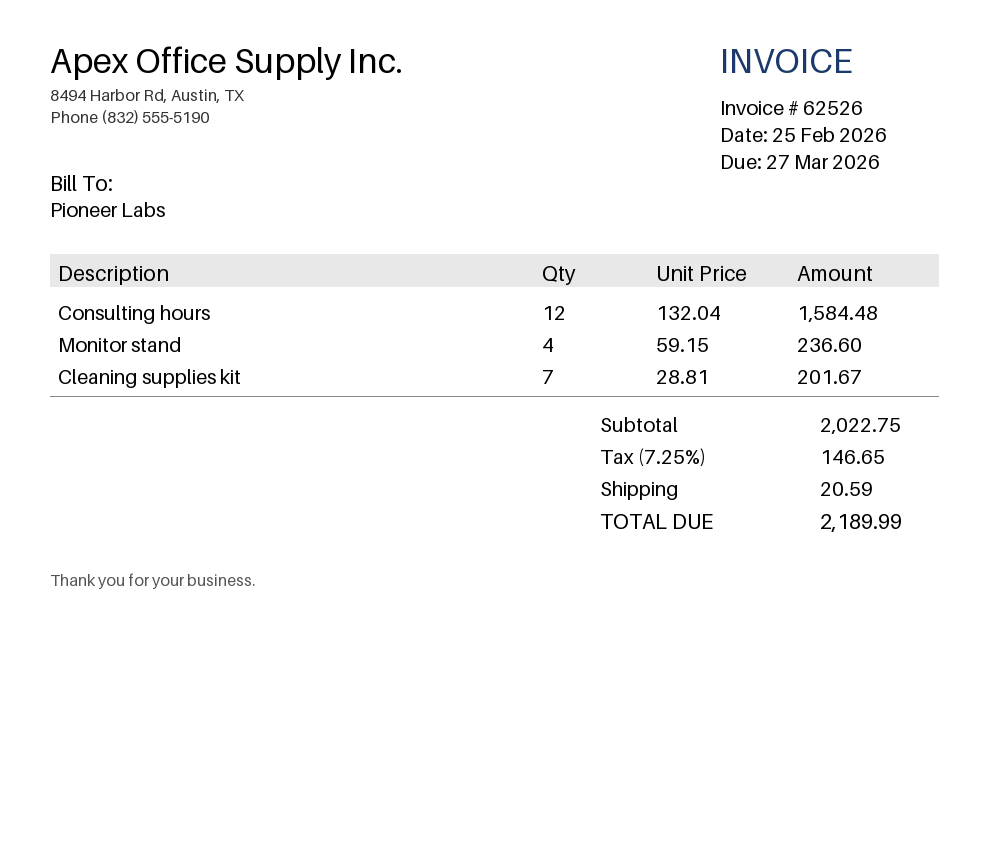 Apex Office Supply Inc.
8494 Harbor Rd, Austin, TX
Phone (832) 555-5190
INVOICE
Invoice # 62526
Date: 25 Feb 2026
Due: 27 Mar 2026
Bill To:
Pioneer Labs
Description Qty Unit Price Amount
Consulting hours 12 132.04 1,584.48
Monitor stand 4 59.15 236.60
Cleaning supplies kit 7 28.81 201.67
Subtotal 2,022.75
Tax (7.25%) 146.65
Shipping 20.59
TOTAL DUE 2,189.99
Thank you for your business.